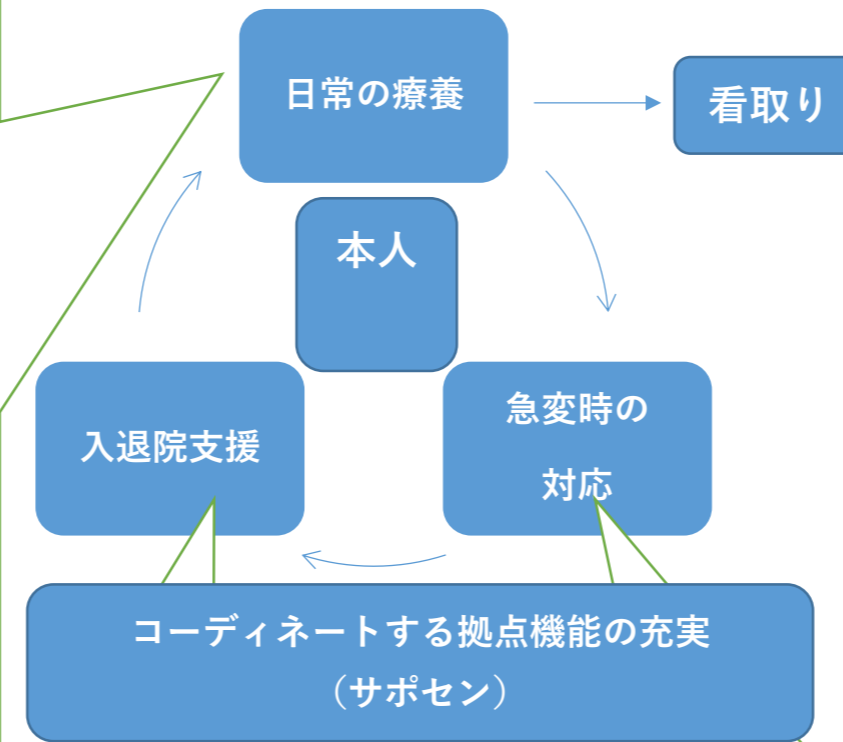 日常の療養
看取り
本人
入退院支援
急変時の
対応
コーディネートする拠点機能の充実
（サポセン）